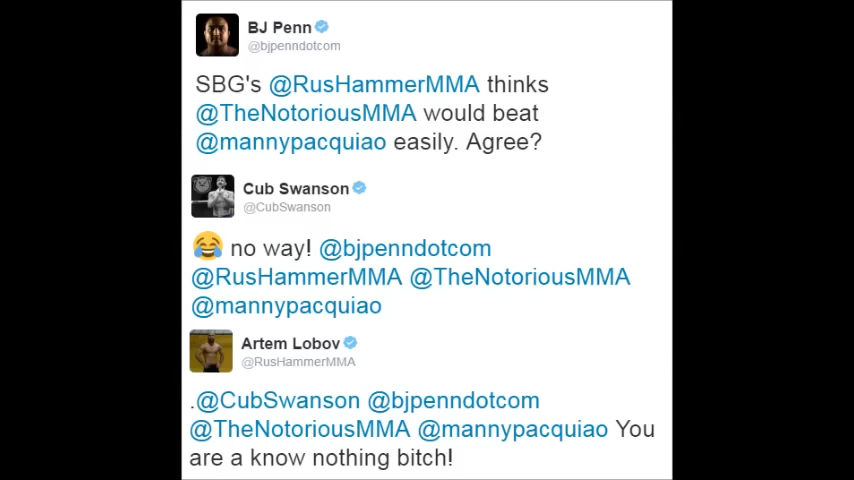 BJ Penn
@bjpenndotcom
SBG's @RusHammerMMA thinks
@TheNotoriousMMA would beat
@mannypacquiao easily. Agree?
Cub Swanson
@CubSwanson
😂 no way! @bjpenndotcom
@RusHammerMMA @TheNotoriousMMA
@mannypacquiao
Artem Lobov
@RusHammerMMA
.@CubSwanson @bjpenndotcom
@TheNotoriousMMA @mannypacquiao You
are a know nothing bitch!